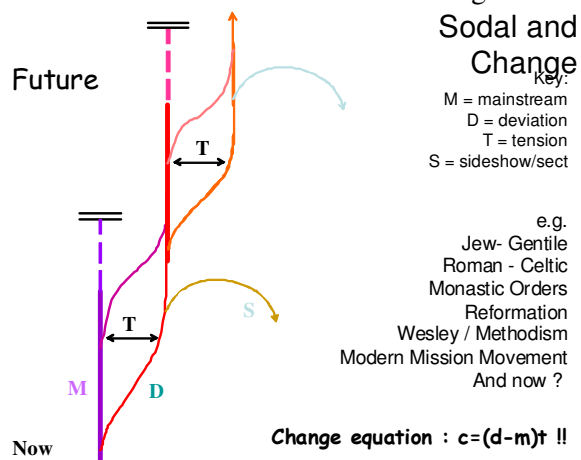 Sodal and
Change
Future
Key:
M = mainstream
D = deviation
T = tension
S = sideshow/sect
T
e.g.
Jew- Gentile
Roman - Celtic
Monastic Orders
Reformation
Wesley / Methodism
Modern Mission Movement
And now ?
S
T
M
D
Change equation : c=(d-m)t !!
Now